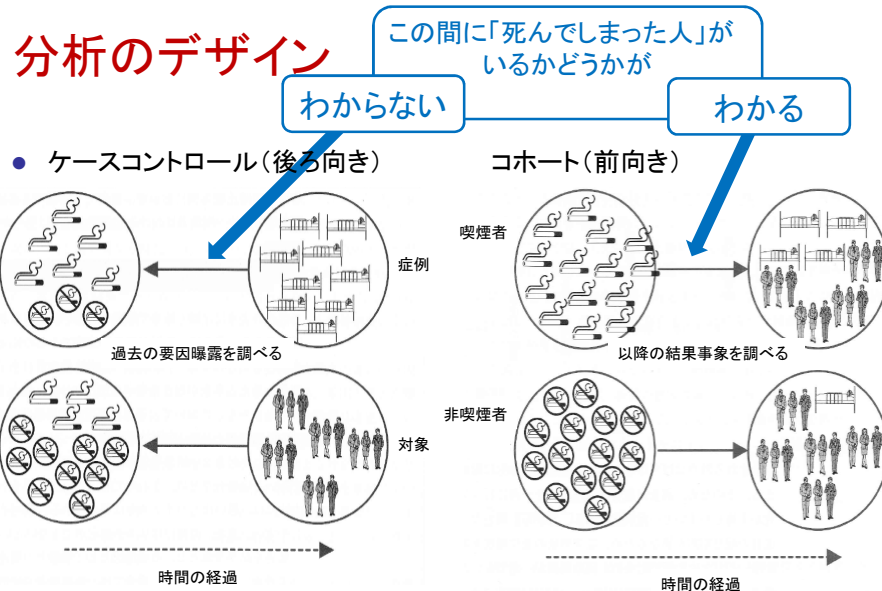 分析のデザイン
この間に「死んでしまった人」が
いるかどうかが
わからない
わかる
● ケースコントロール(後ろ向き)
症例
過去の要因曝露を調べる
対象
時間の経過
コホート(前向き)
喫煙者
以降の結果事象を調べる
非喫煙者
時間の経過